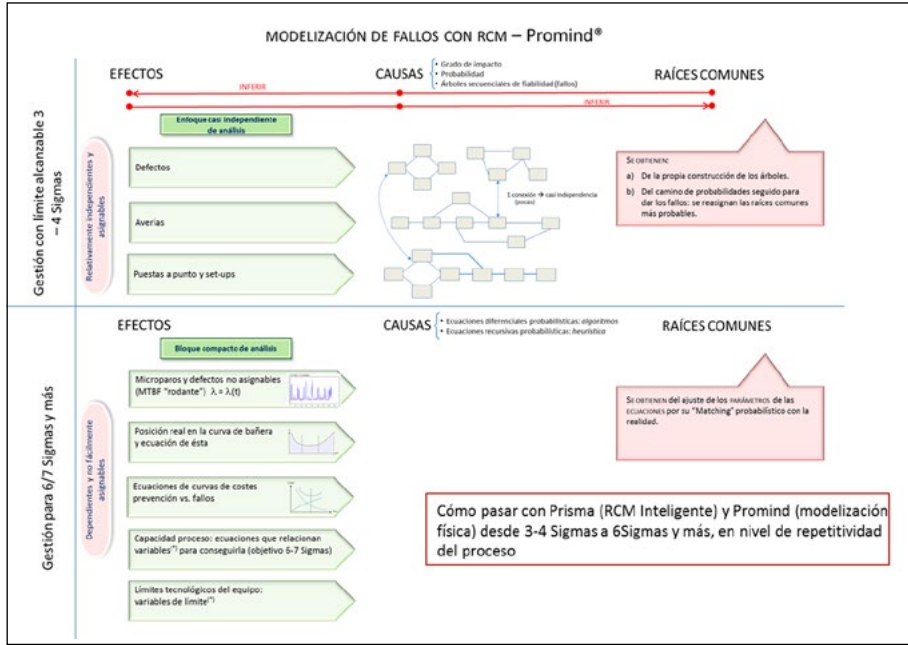 MODELIZACIÓN DE FALLOS CON RCM – Promind®
Gestión con límite alcanzable 3
– 4 Sigmas
EFECTOS
CAUSAS
• Grado de impacto
• Probabilidad
• Árboles secuenciales de fiabilidad (fallos)
RAÍCES COMUNES
INFERIR
INFERIR
Relativamente independientes y
asignables
Enfoque casi independiente
de análisis
Defectos
Averias
Puestas a punto y set-ups
1 conexión → casi independencia
(pocas)
SE OBTIENEN:
a) De la propia construcción de los árboles.
b) Del camino de probabilidades seguido para
dar los fallos: se reasignan las raíces comunes
más probables.
Gestión para 6/7 Sigmas y más
EFECTOS
CAUSAS
• Ecuaciones diferenciales probabilísticas: algoritmos
• Ecuaciones recursivas probabilísticas: heurística
RAÍCES COMUNES
Dependientes y no fácilmente
asignables
Bloque compacto de análisis
Microparos y defectos no asignables
(MTBF “rodante”) λ = λ(t)
Posición real en la curva de bañera
y ecuación de ésta
Ecuaciones de curvas de costes
prevención vs. fallos
Capacidad proceso: ecuaciones que relacionan
variables(*) para conseguirla (objetivo 6-7 Sigmas)
Límites tecnológicos del equipo:
variables de límite(*)
SE OBTIENEN del ajuste de los PARÁMETROS de las
ECUACIONES por su “Matching” probabilístico con la
realidad.
Cómo pasar con Prisma (RCM Inteligente) y Promind (modelización
física) desde 3-4 Sigmas a 6Sigmas y más, en nivel de repetitividad
del proceso